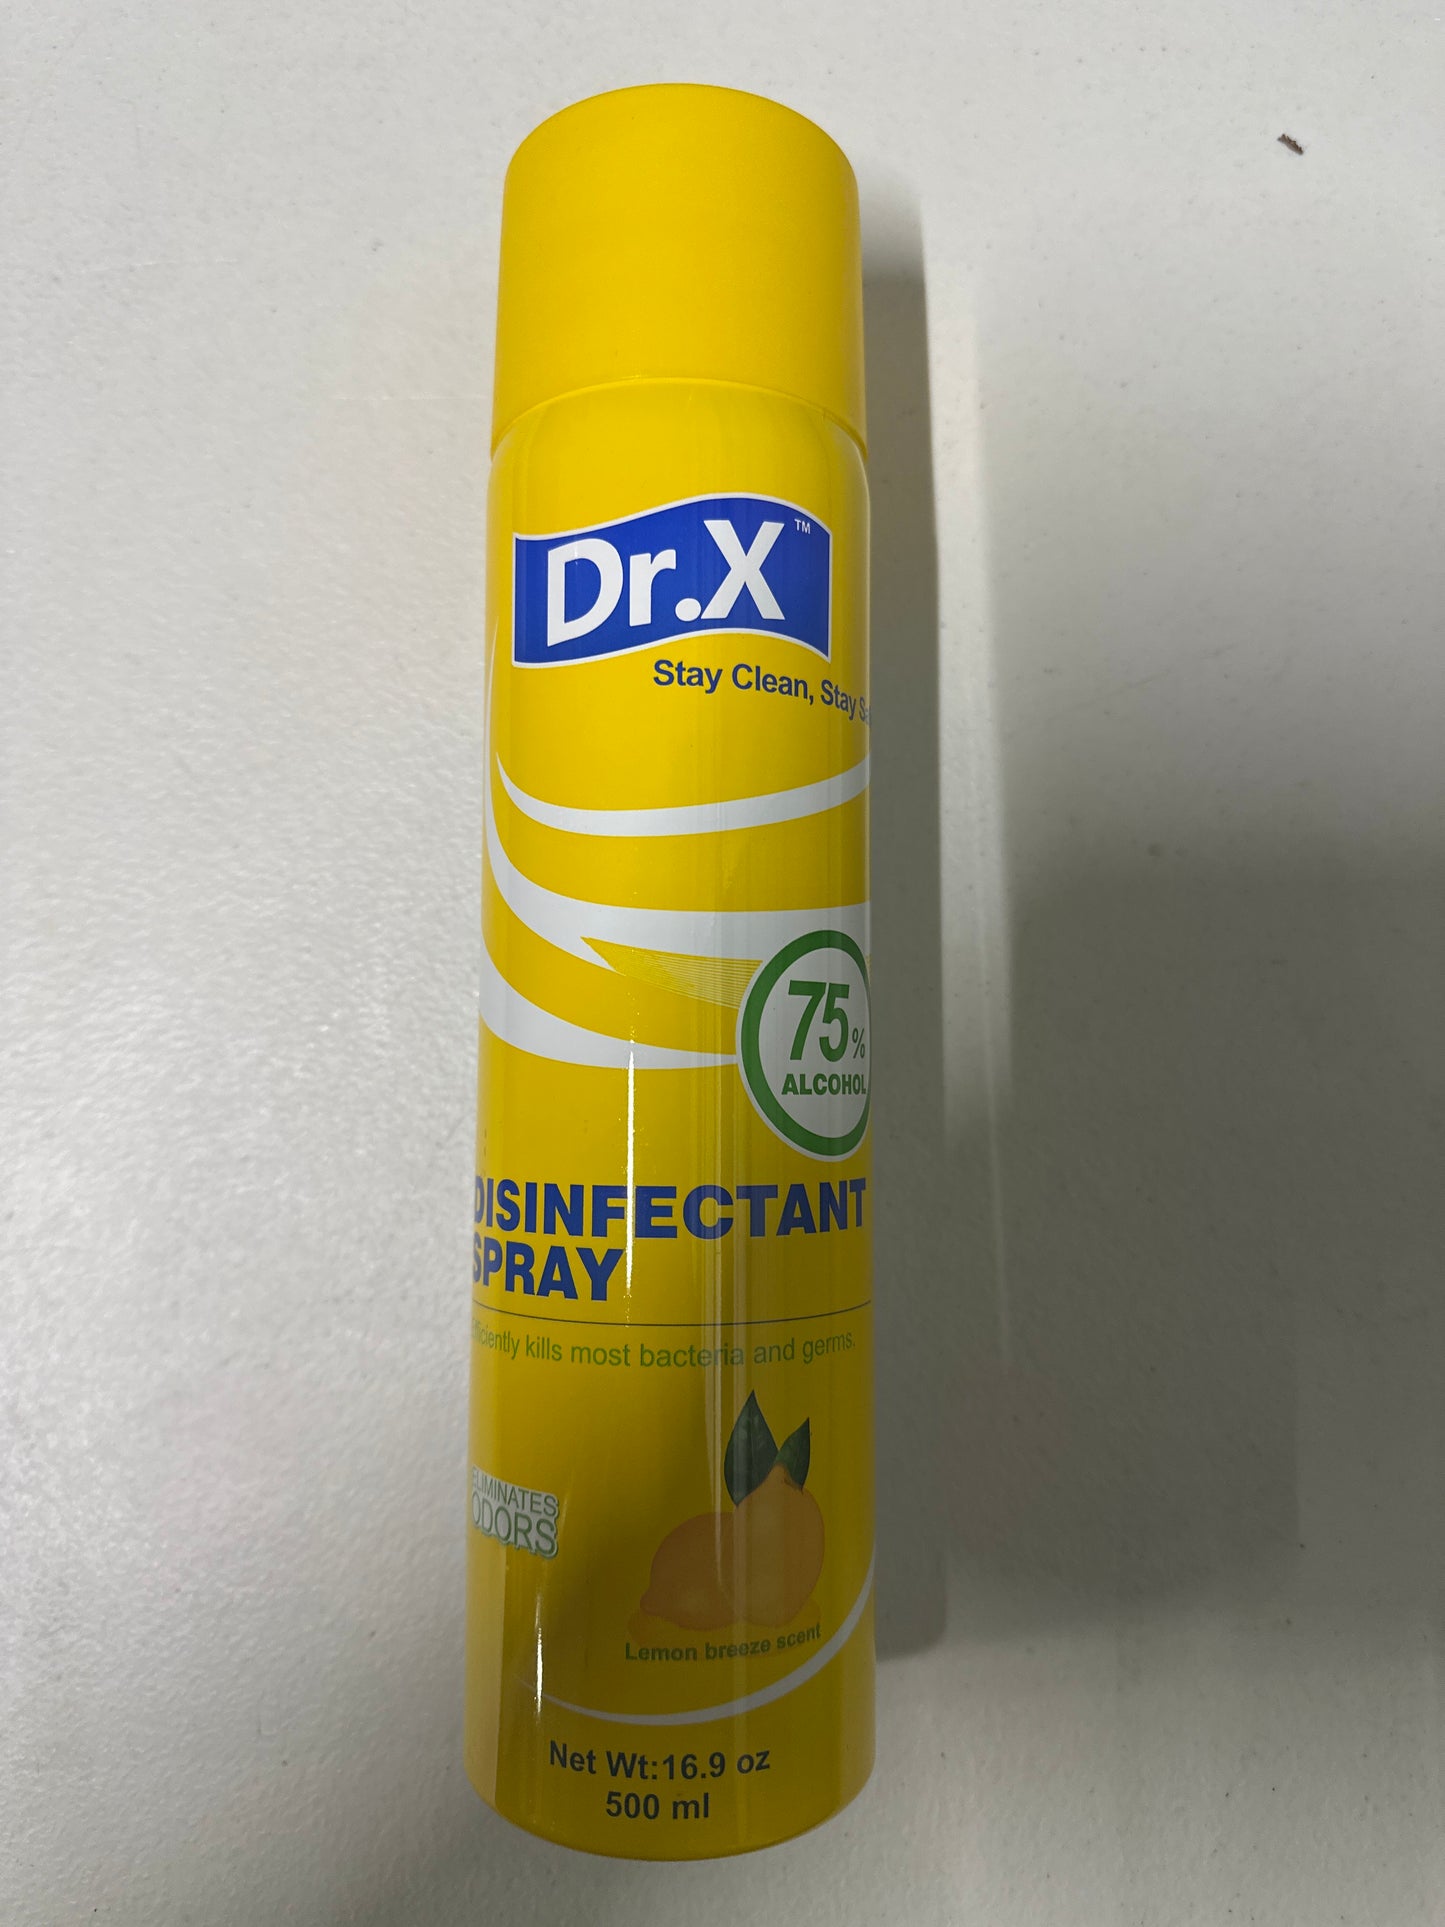 Dr.X™
Stay Clean, Stay
75%
ALCOHOL
DISINFECTANT
SPRAY
kills most bacteria and germs.
ELIMINATES
ODORS
Lemon breeze scent
Net Wt:16.9 oz
500 ml